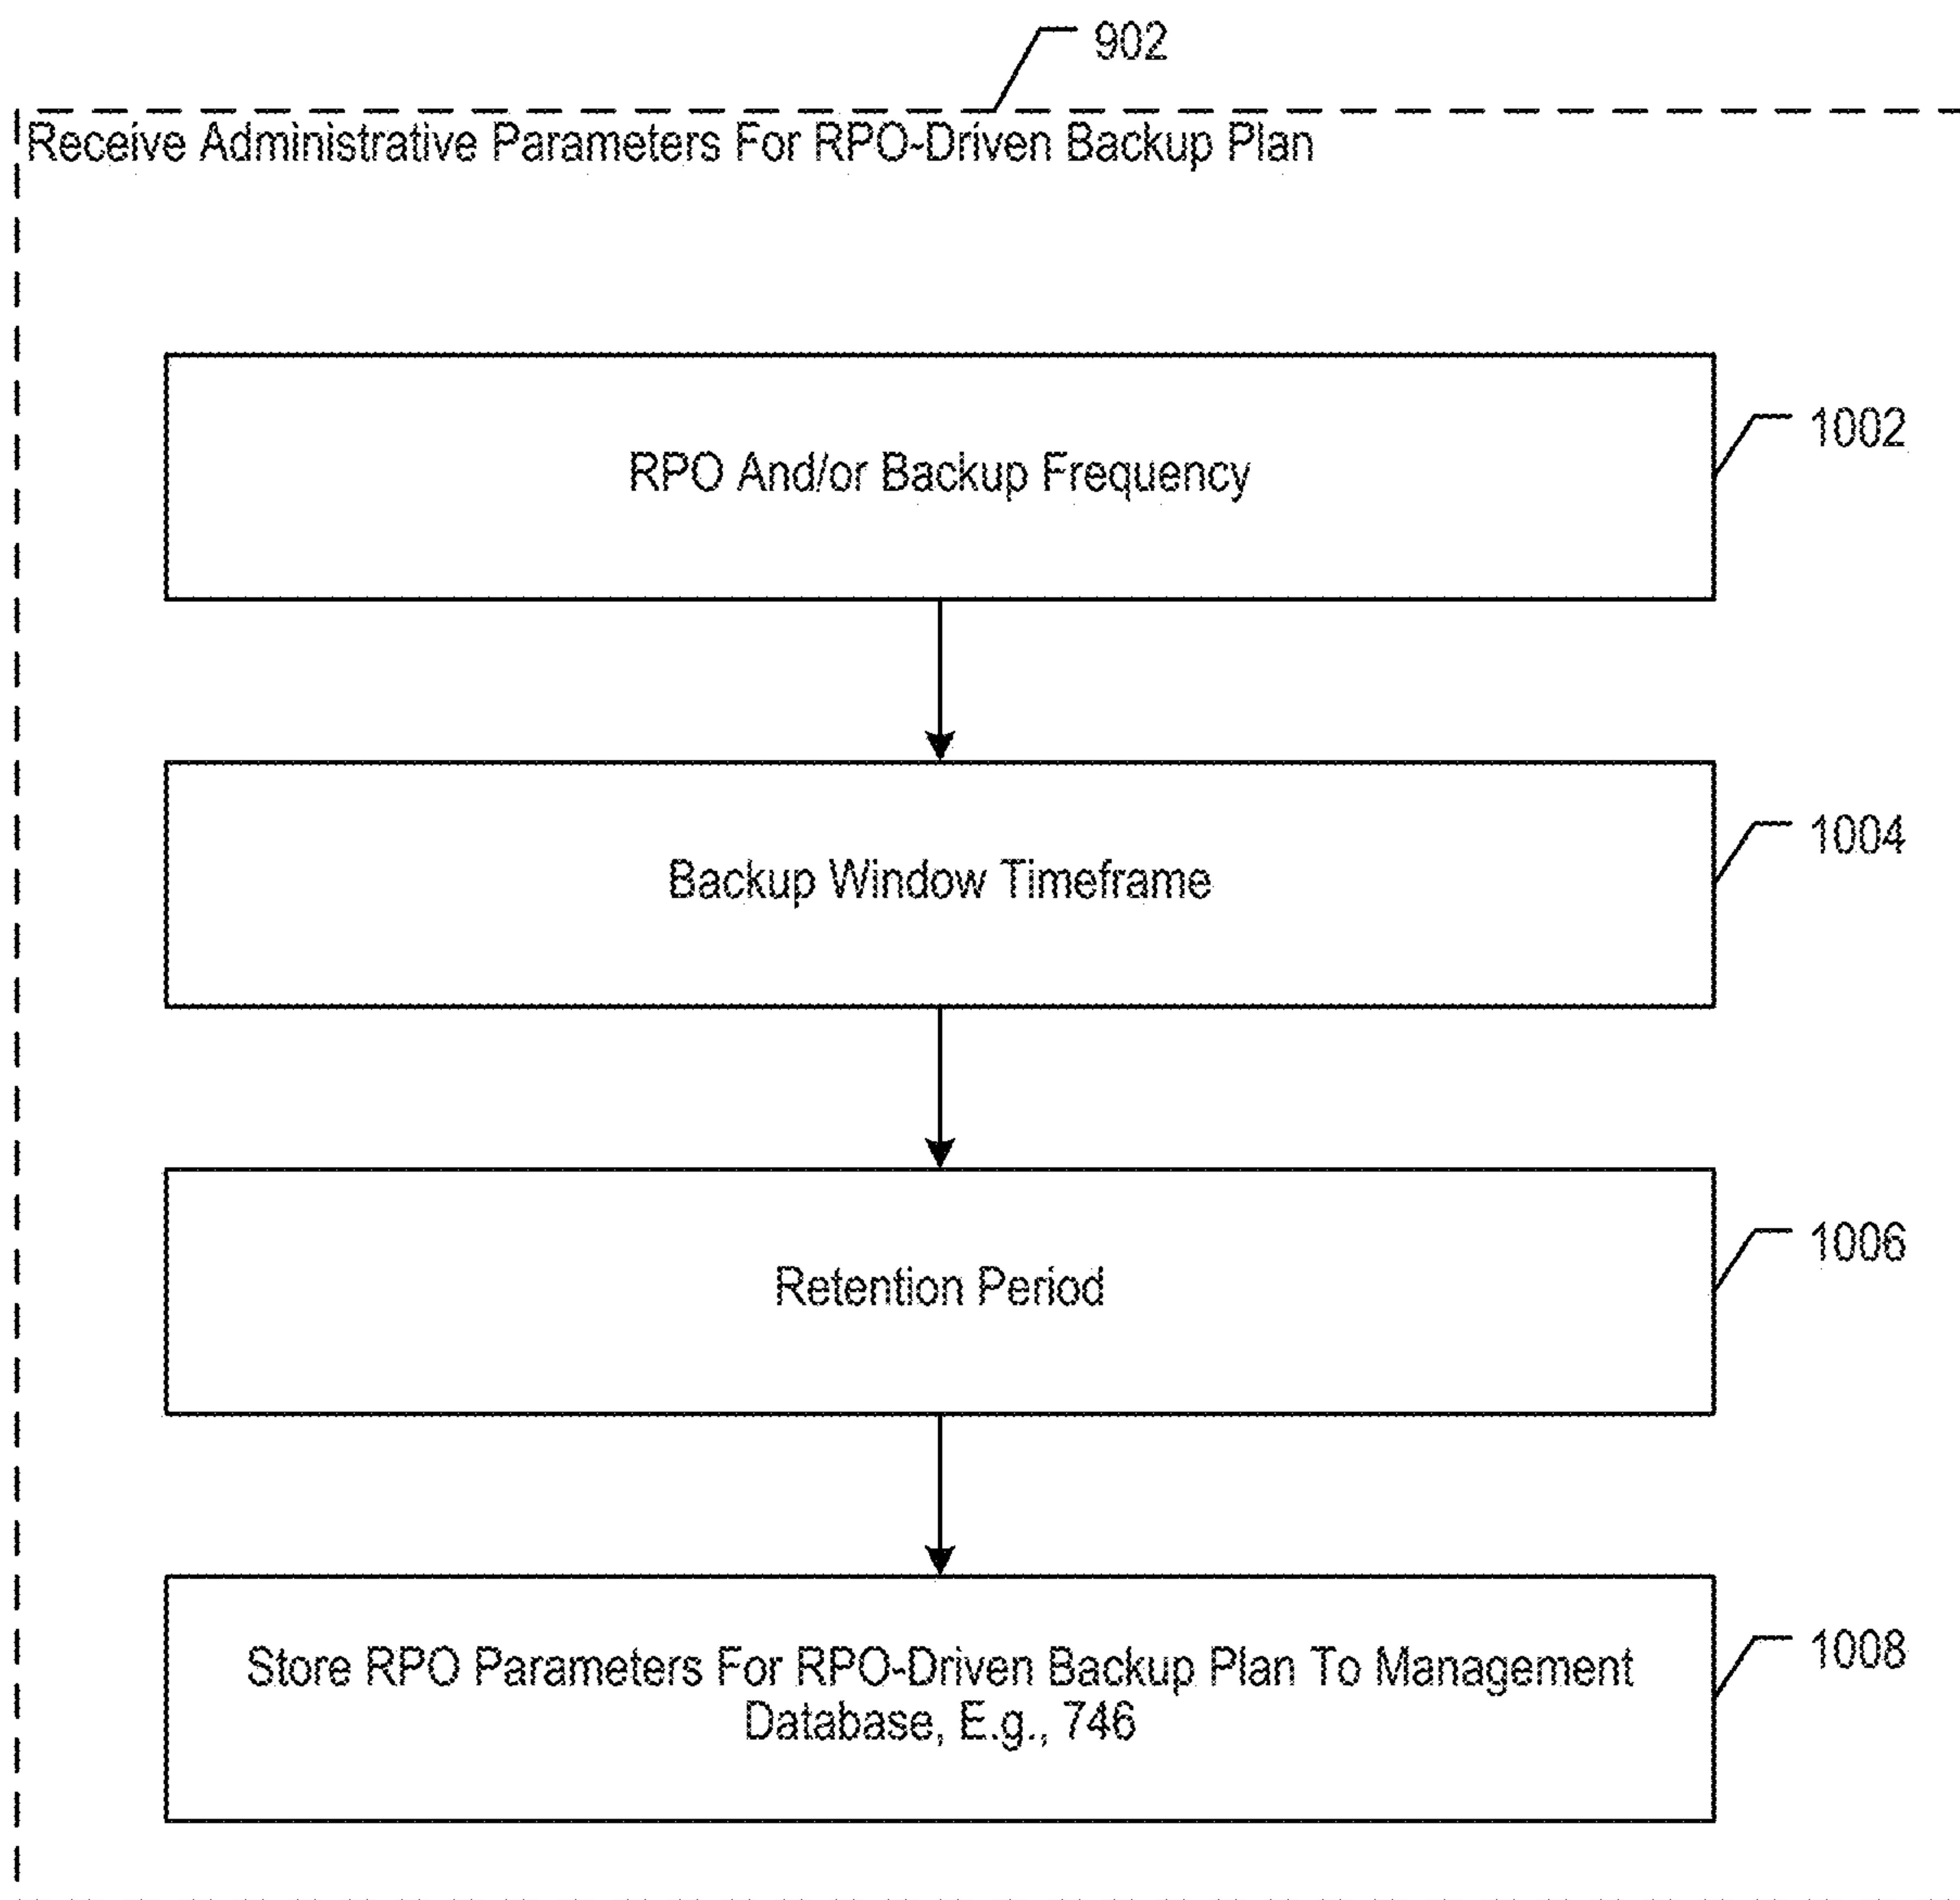 902
Receive Administrative Parameters For RPO-Driven Backup Plan
RPO And/or Backup Frequency
1002
Backup Window Timeframe
1004
Retention Period
1006
Store RPO Parameters For RPO-Driven Backup Plan To Management
Database, E.g., 746
1008